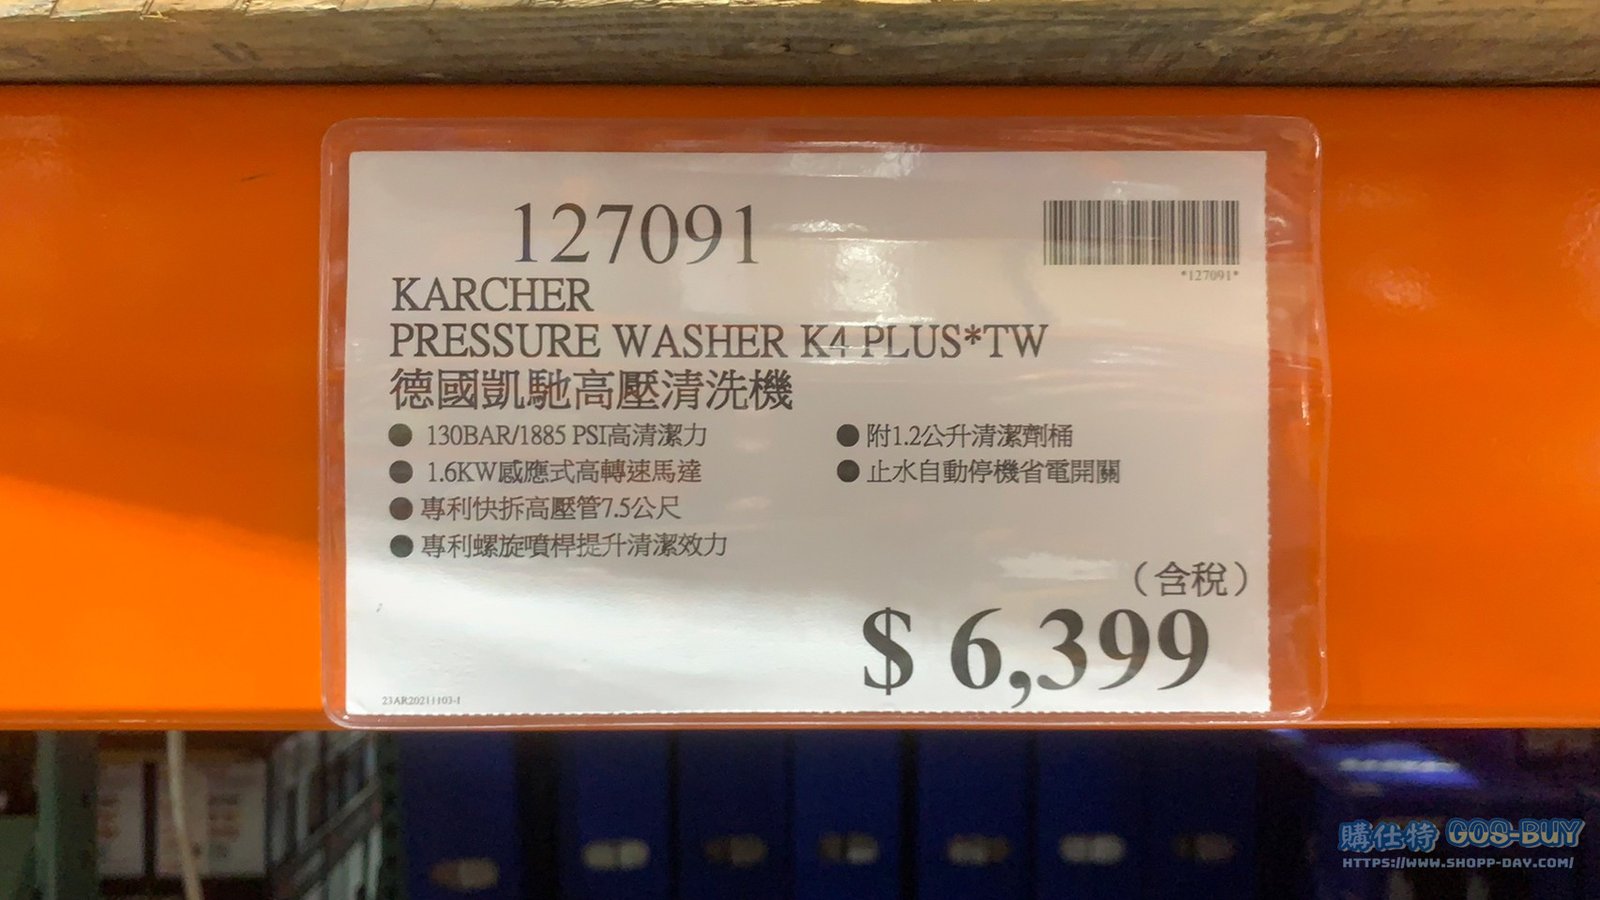 127091
*127091*
KARCHER
PRESSURE WASHER K4 PLUS*TW
德國凱馳高壓清洗機
● 130BAR/1885 PSI高清潔力
● 1.6KW感應式高轉速馬達
● 專利快拆高壓管7.5公尺
● 專利螺旋噴桿提升清潔效力
● 附1.2公升清潔劑桶
● 止水自動停機省電開關
（含稅）
$ 6,399
23AR20211103-1
購仕特 GOS-BUY
HTTPS://WWW.SHOPP-DAY.COM/